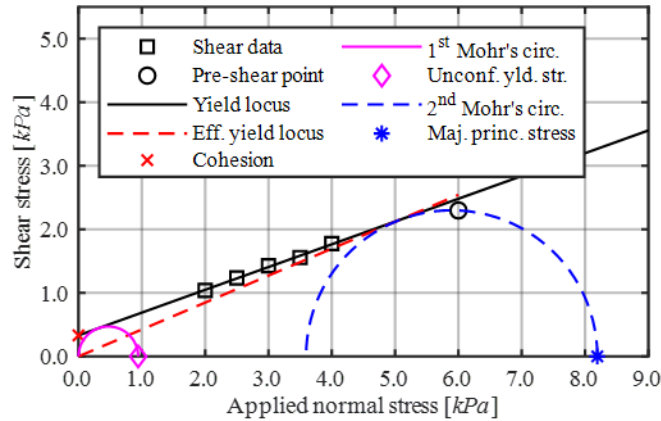 5.0
4.0
3.0
2.0
1.0
0.0
Shear stress [kPa]
Shear data
Pre-shear point
Yield locus
Eff. yield locus
Cohesion
1st Mohr's circ.
Unconf. yld. str.
2nd Mohr's circ.
Maj. princ. stress
0.0 1.0 2.0 3.0 4.0 5.0 6.0 7.0 8.0 9.0
Applied normal stress [kPa]